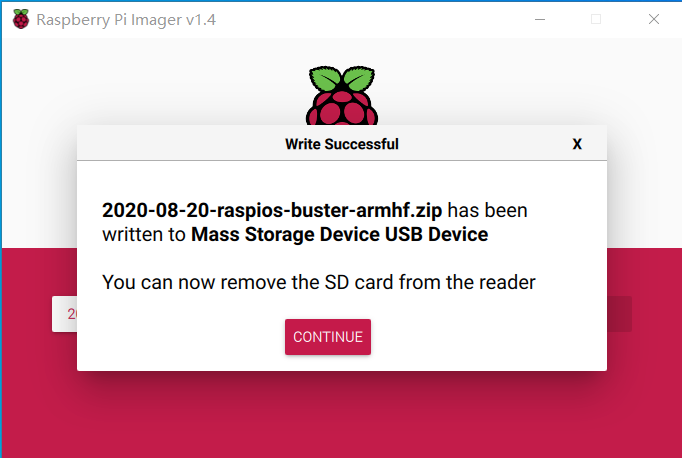 Raspberry Pi Imager v1.4
Write Successful
X
2020-08-20-raspios-buster-armhf.zip has been
written to Mass Storage Device USB Device
You can now remove the SD card from the reader
CONTINUE